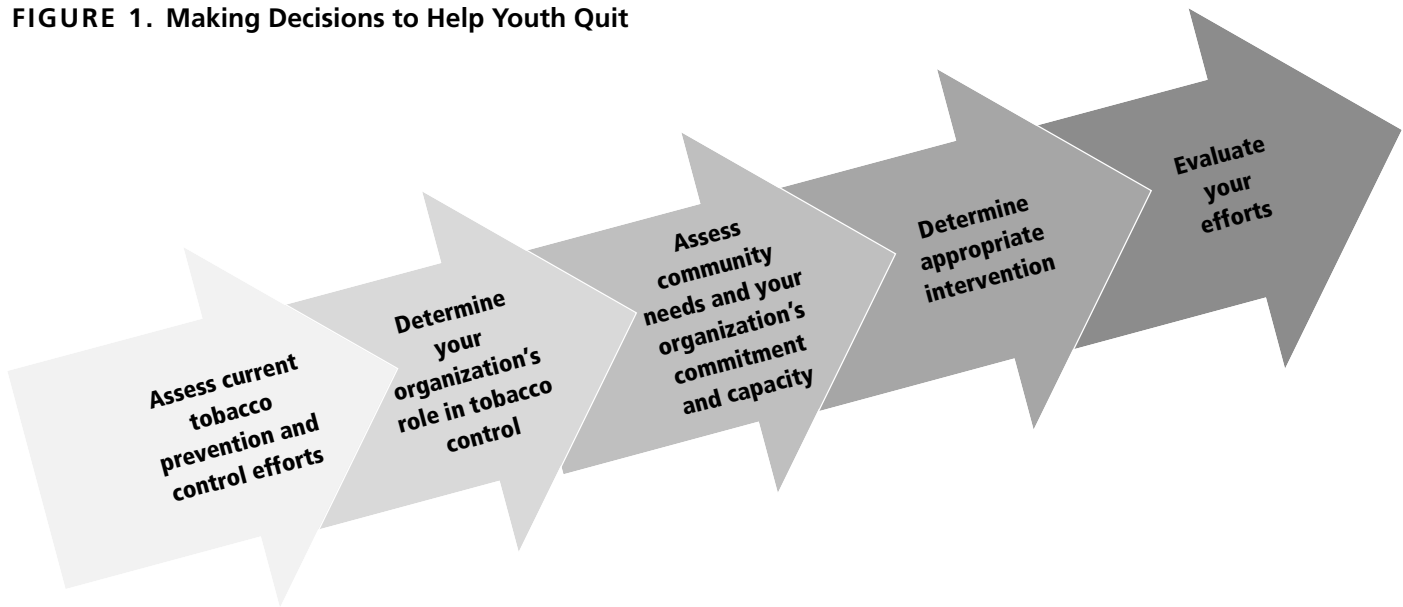 FIGURE 1. Making Decisions to Help Youth Quit
Assess current
tobacco
prevention and
control efforts
Determine
your
organization's
role in tobacco
control
Assess
community
needs and your
organization's
commitment
and capacity
Determine
appropriate
intervention
Evaluate
your
efforts